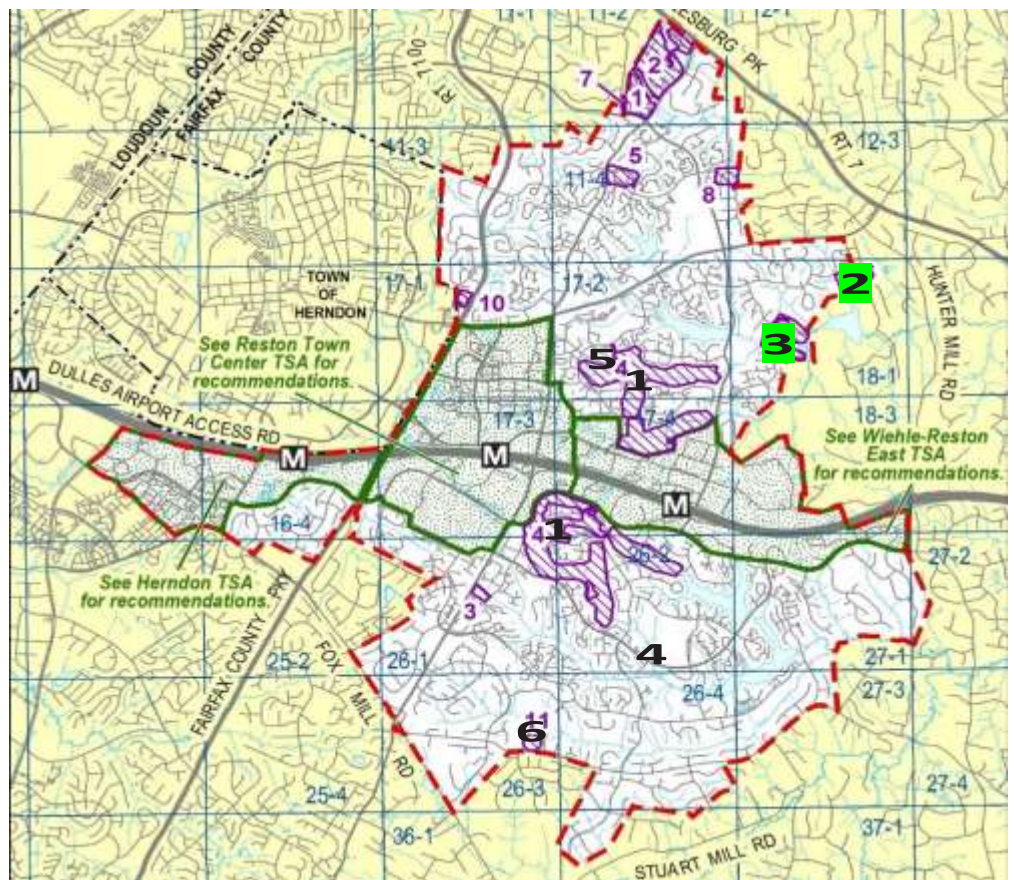 11-1
11-2
12-1
ESBURG PK
LOUDOUN COUNTY
FAIRFAX COUNTY
RT. 7100
7
2
1
RT. 7
12-3
11-3
5
11-4
8
TOWN
OF
HERNDON
17-1
10
17-2
2
HUNTER MILL RD
3
See Reston Town
Center TSA for
recommendations.
5
4
1
18-1
M
DULLES AIRPORT ACCESS RD
17-3
17-4
18-3
M
M
See Wiehle-Reston
East TSA
for recommendations.
M
16-4
4
1
27-2
See Herndon TSA
for recommendations.
3
FAIRFAX COUNTY PKY
FOX MILL RD
25-2
26-1
4
27-1
26-4
27-3
11
6
25-4
26-3
27-4
36-1
37-1
STUART MILL RD